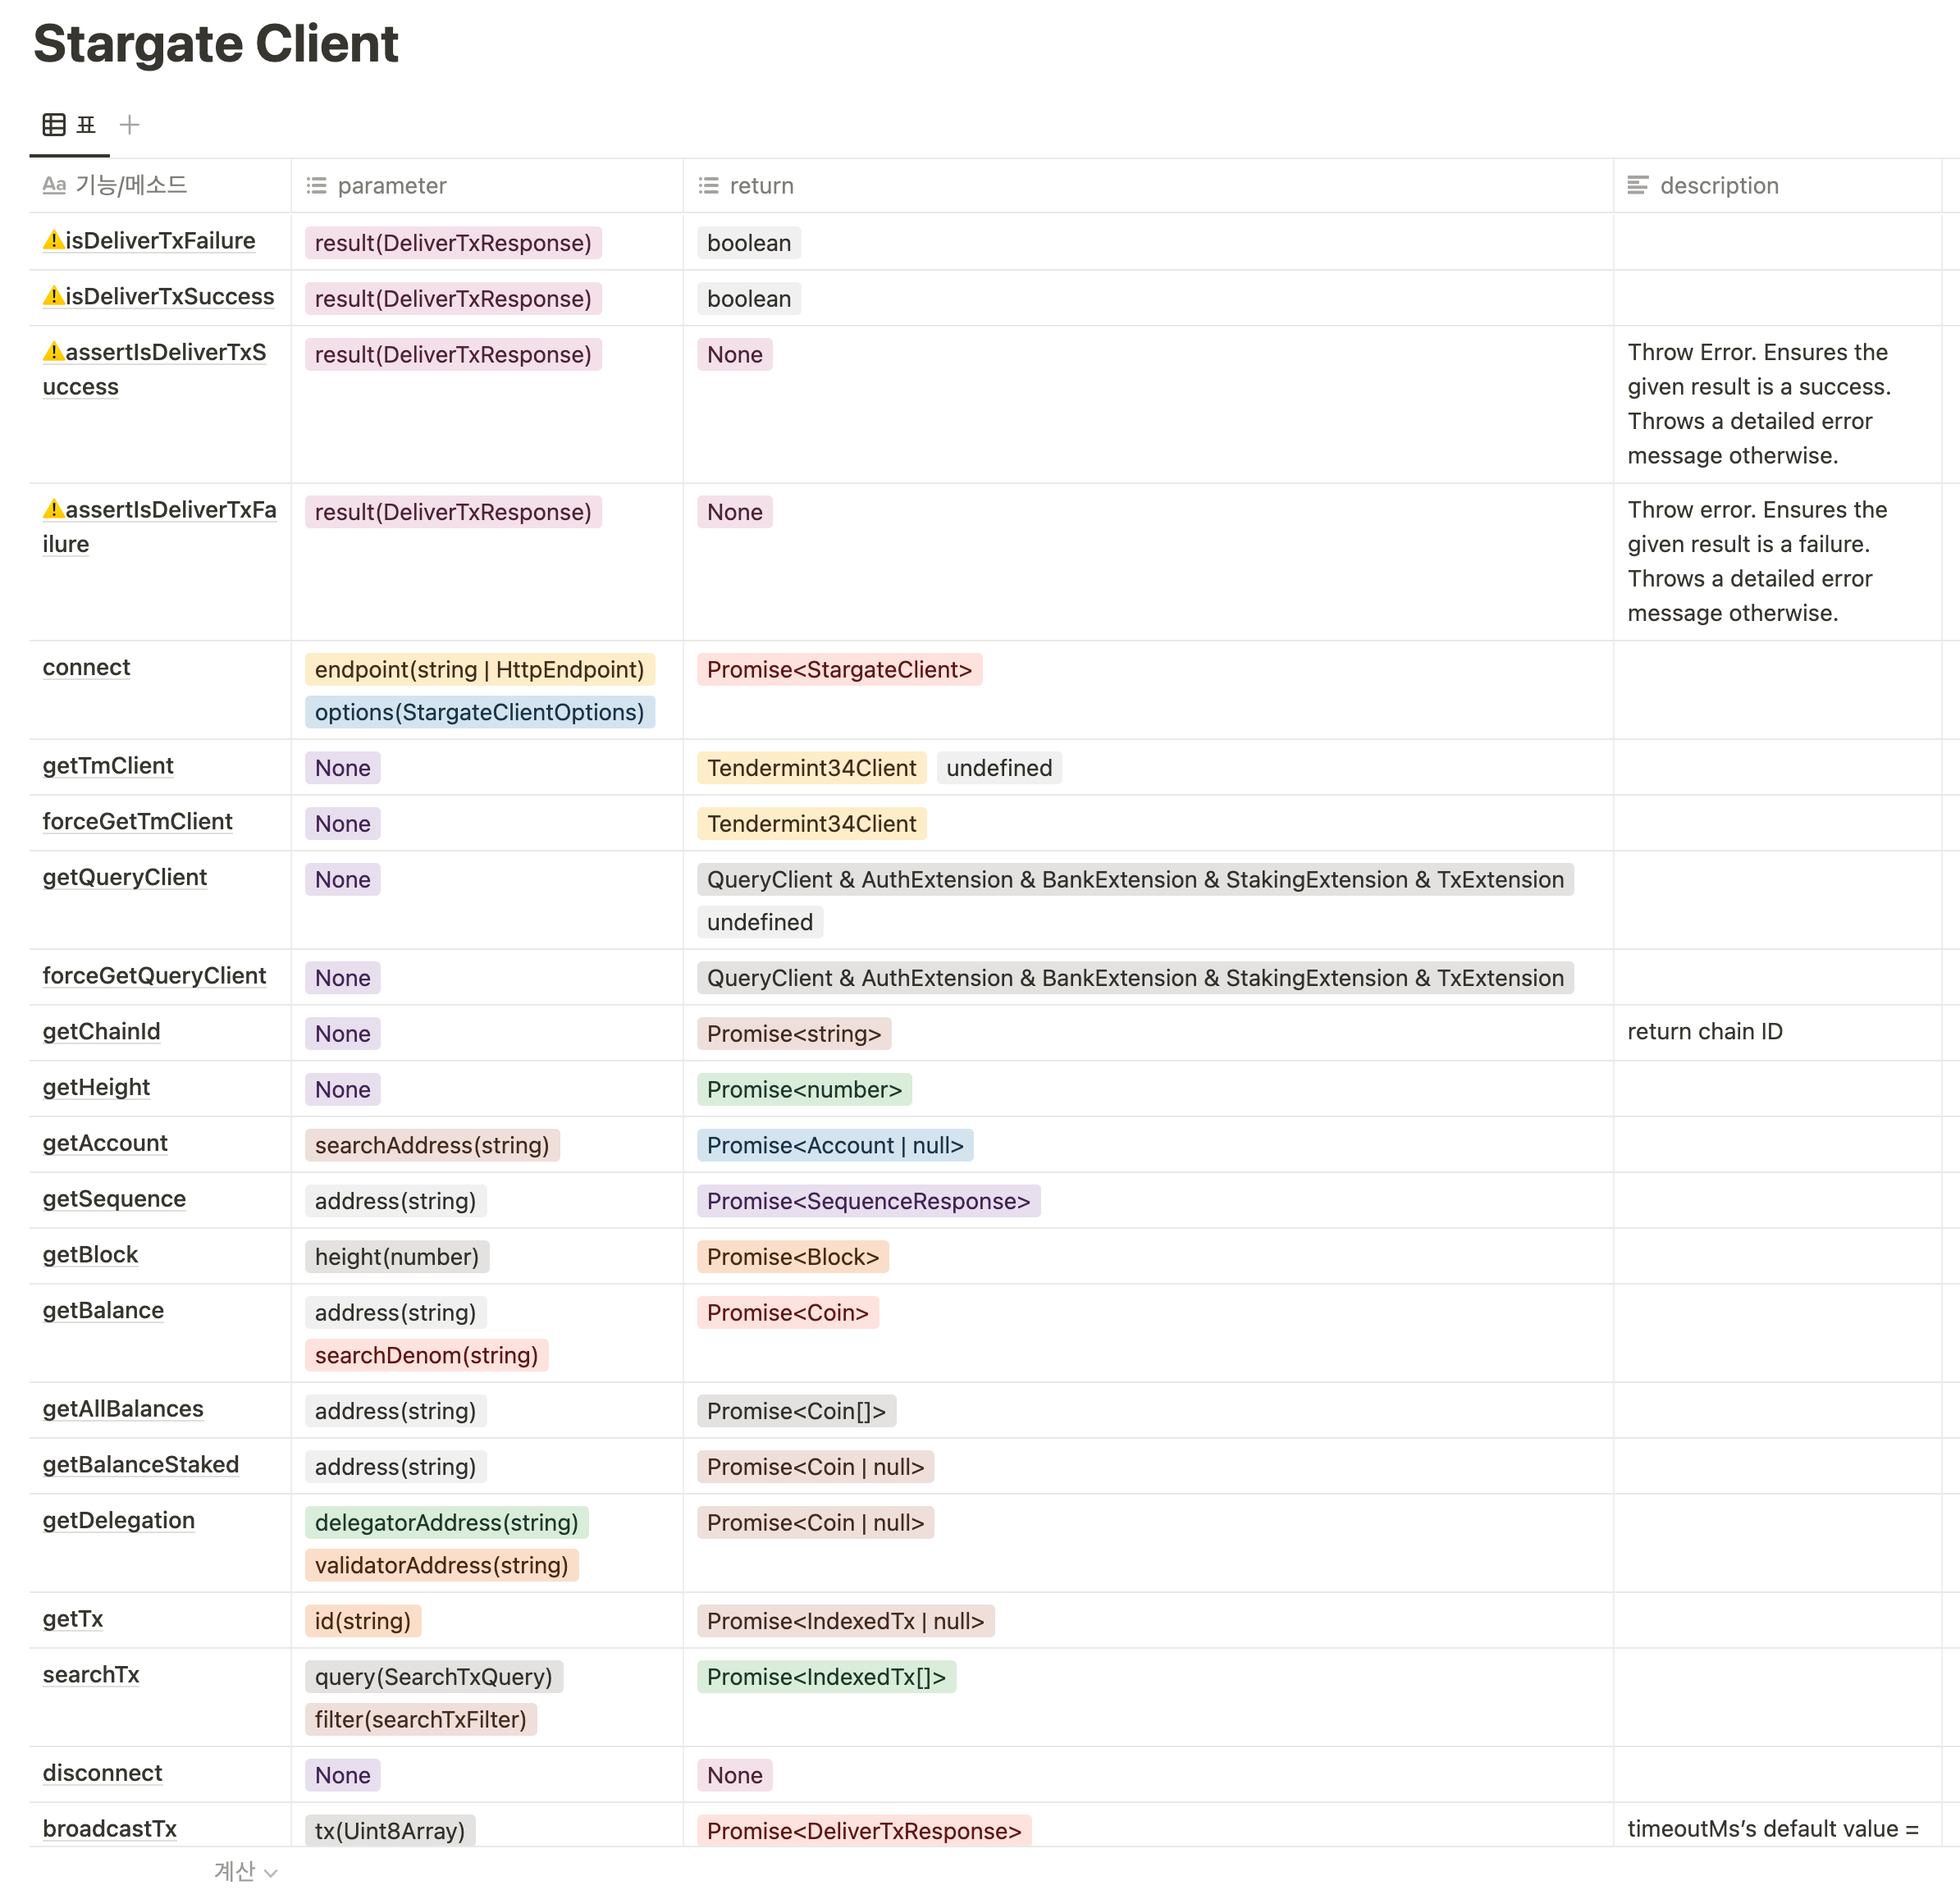 Stargate Client
표
Aa 기능/메소드 parameter return description
⚠️isDeliverTxFailure result(DeliverTxResponse) boolean
⚠️isDeliverTxSuccess result(DeliverTxResponse) boolean
⚠️assertIsDeliverTxS result(DeliverTxResponse) None Throw Error. Ensures the
uccess given result is a success.
Throws a detailed error
message otherwise.
⚠️assertIsDeliverTxFa result(DeliverTxResponse) None Throw error. Ensures the
ilure given result is a failure.
Throws a detailed error
message otherwise.
connect endpoint(string | HttpEndpoint) Promise<StargateClient>
options(StargateClientOptions)
getTmClient None Tendermint34Client undefined
forceGetTmClient None Tendermint34Client
getQueryClient None QueryClient & AuthExtension & BankExtension & StakingExtension & TxExtension
undefined
forceGetQueryClient None QueryClient & AuthExtension & BankExtension & StakingExtension & TxExtension
getChainId None Promise<string> return chain ID
getHeight None Promise<number>
getAccount searchAddress(string) Promise<Account | null>
getSequence address(string) Promise<SequenceResponse>
getBlock height(number) Promise<Block>
getBalance address(string) Promise<Coin>
searchDenom(string)
getAllBalances address(string) Promise<Coin[]>
getBalanceStaked address(string) Promise<Coin | null>
getDelegation delegatorAddress(string) Promise<Coin | null>
validatorAddress(string)
getTx id(string) Promise<IndexedTx | null>
searchTx query(SearchTxQuery) Promise<IndexedTx[]>
filter(searchTxFilter)
disconnect None None
broadcastTx tx(Uint8Array) Promise<DeliverTxResponse> timeoutMs’s default value =
계산